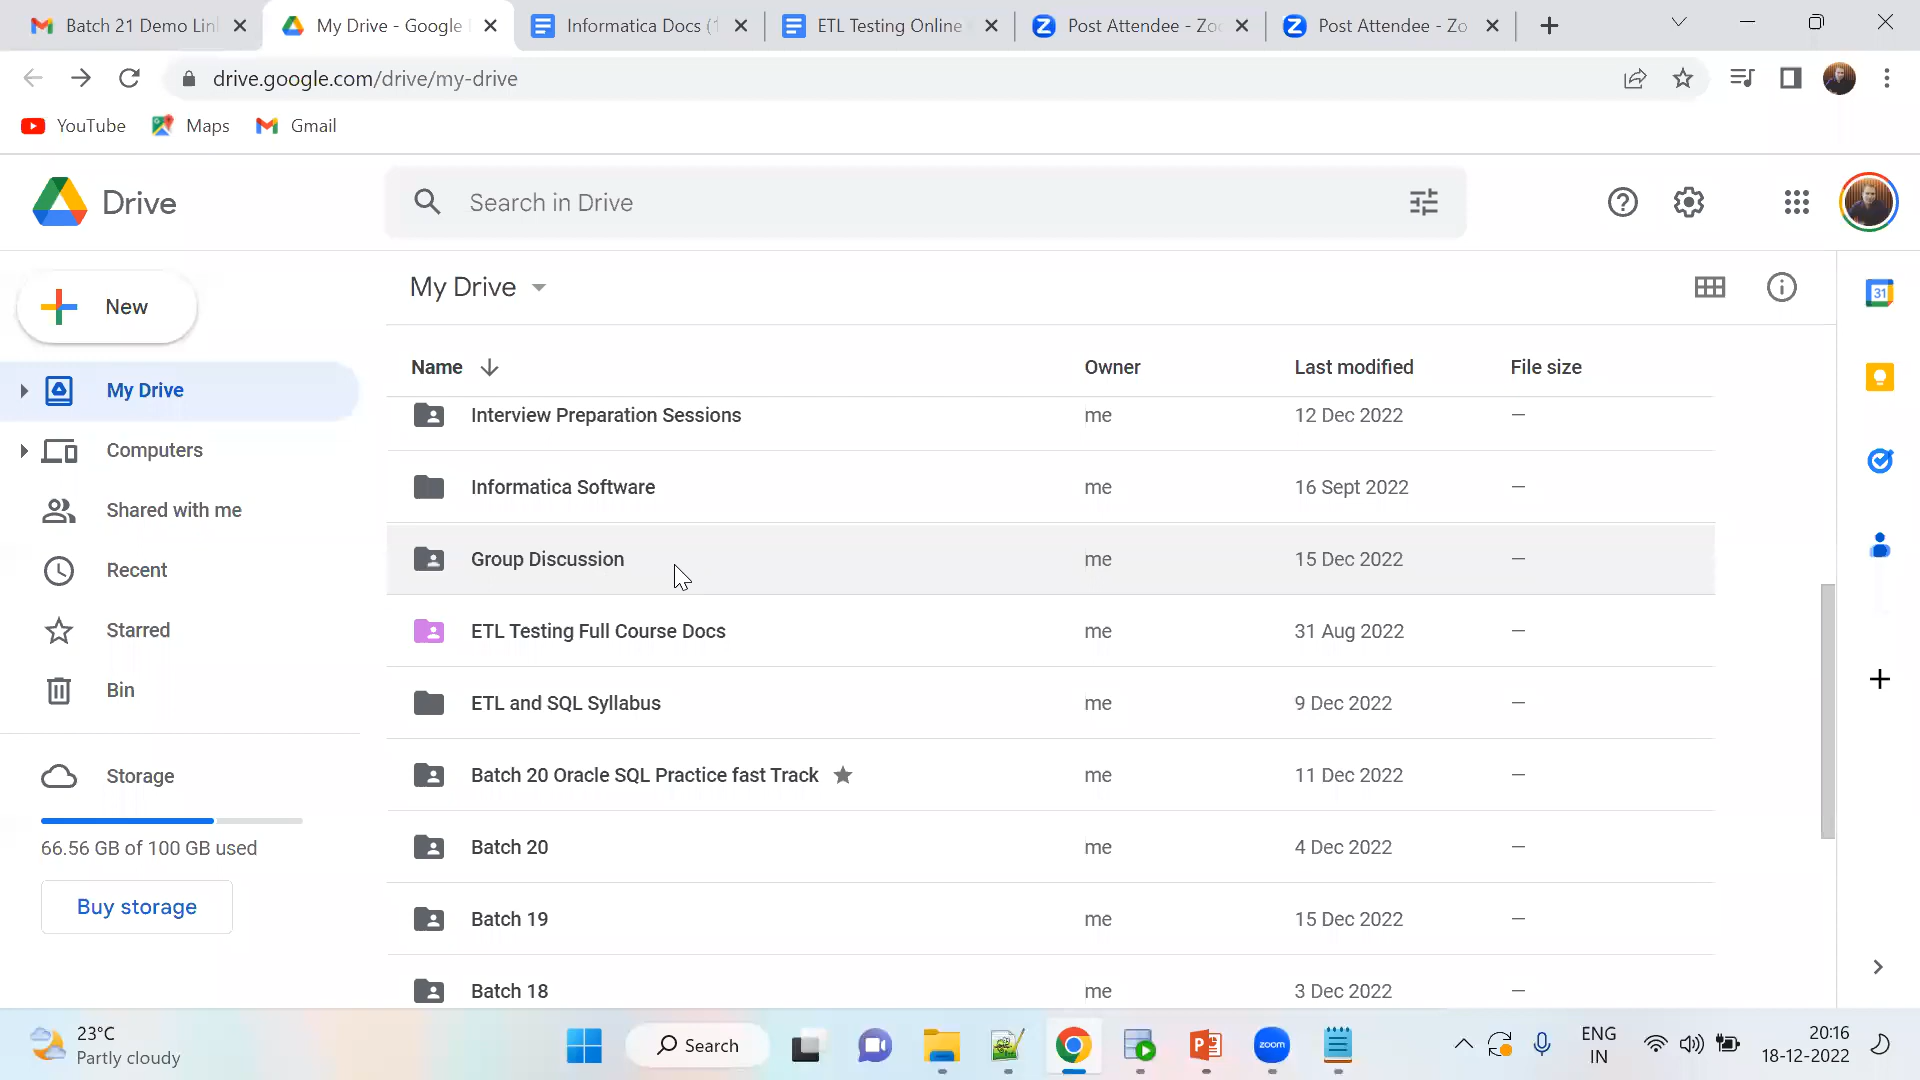 Batch 21 Demo Lin
My Drive - Google
Informatica Docs (1
ETL Testing Online
Post Attendee - Zoo
Post Attendee - Zo
drive.google.com/drive/my-drive
YouTube
Maps
Gmail
Drive
Search in Drive
New
My Drive
31
Name
Owner
Last modified
File size
My Drive
Computers
Shared with me
Recent
Starred
Bin
Storage
66.56 GB of 100 GB used
Buy storage
Interview Preparation Sessions me 12 Dec 2022 —
Informatica Software me 16 Sept 2022 —
Group Discussion me 15 Dec 2022 —
ETL Testing Full Course Docs me 31 Aug 2022 —
ETL and SQL Syllabus me 9 Dec 2022 —
Batch 20 Oracle SQL Practice fast Track me 11 Dec 2022 —
Batch 20 me 4 Dec 2022 —
Batch 19 me 15 Dec 2022 —
Batch 18 me 3 Dec 2022 —
23°C
Partly cloudy
Search
zoom
ENG
IN
20:16
18-12-2022